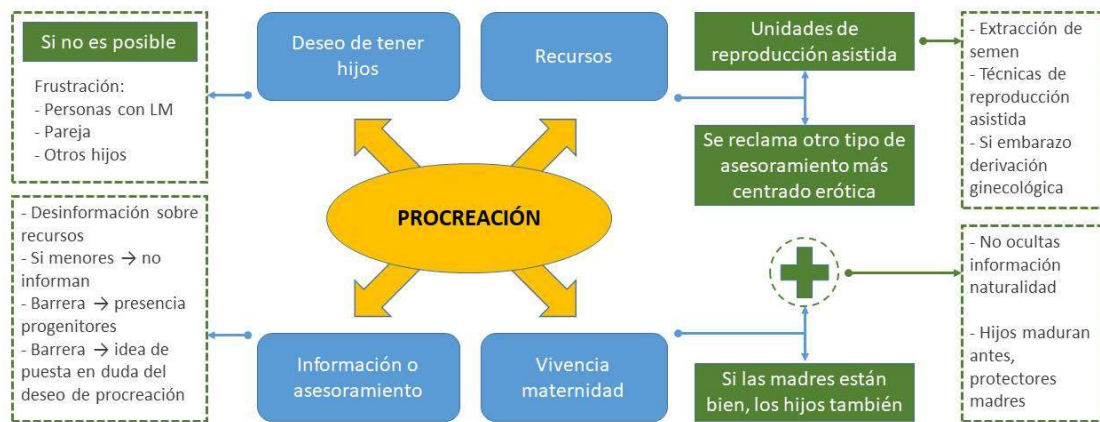 Si no es posible
Frustración:
- Personas con LM
- Pareja
- Otros hijos
Deseo de tener
hijos
Recursos
Unidades de
reproducción asistida
Se reclama otro tipo de
asesoramiento más
centrado erótica
- Extracción de
semen
- Técnicas de
reproducción
asistida
- Si embarazo
derivación
ginecológica
PROCREACIÓN
- Desinformación sobre
recursos
- Si menores → no
informan
- Barrera → presencia
progenitores
- Barrera → idea de
puesta en duda del
deseo de procreación
Información o
asesoramiento
Vivencia
maternidad
Si las madres están
bien, los hijos también
- No ocultas
información
naturalidad
- Hijos maduran
antes,
protectores
madres